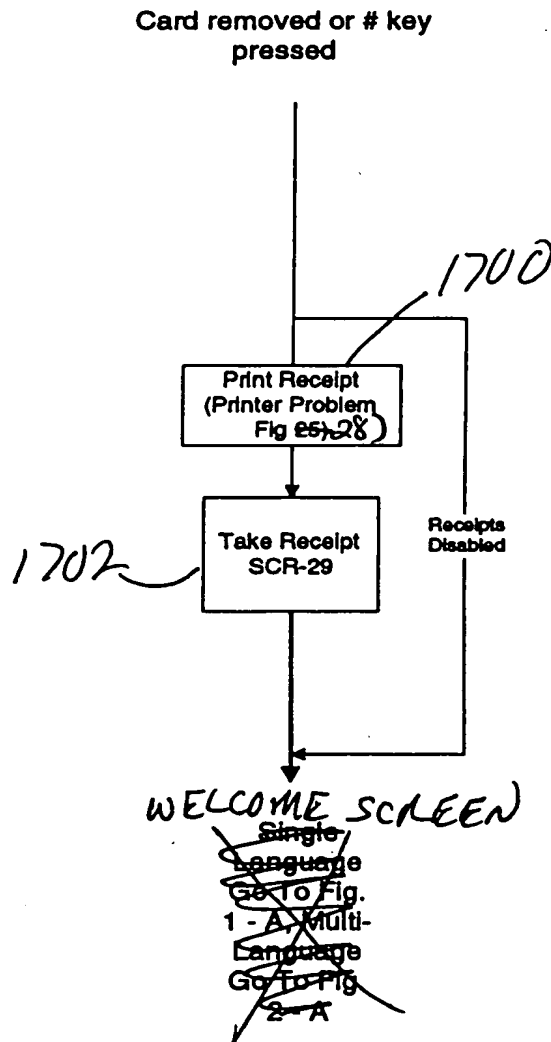 Card removed or # key
pressed
1700
Print Receipt
(Printer Problem
Fig 25) 28)
Take Receipt
SCR-29
1702
Receipts
Disabled
WELCOME SCREEN
Single
Language
Go To Fig.
1 - A, Multi-
Language
Go To Fig
2 - A